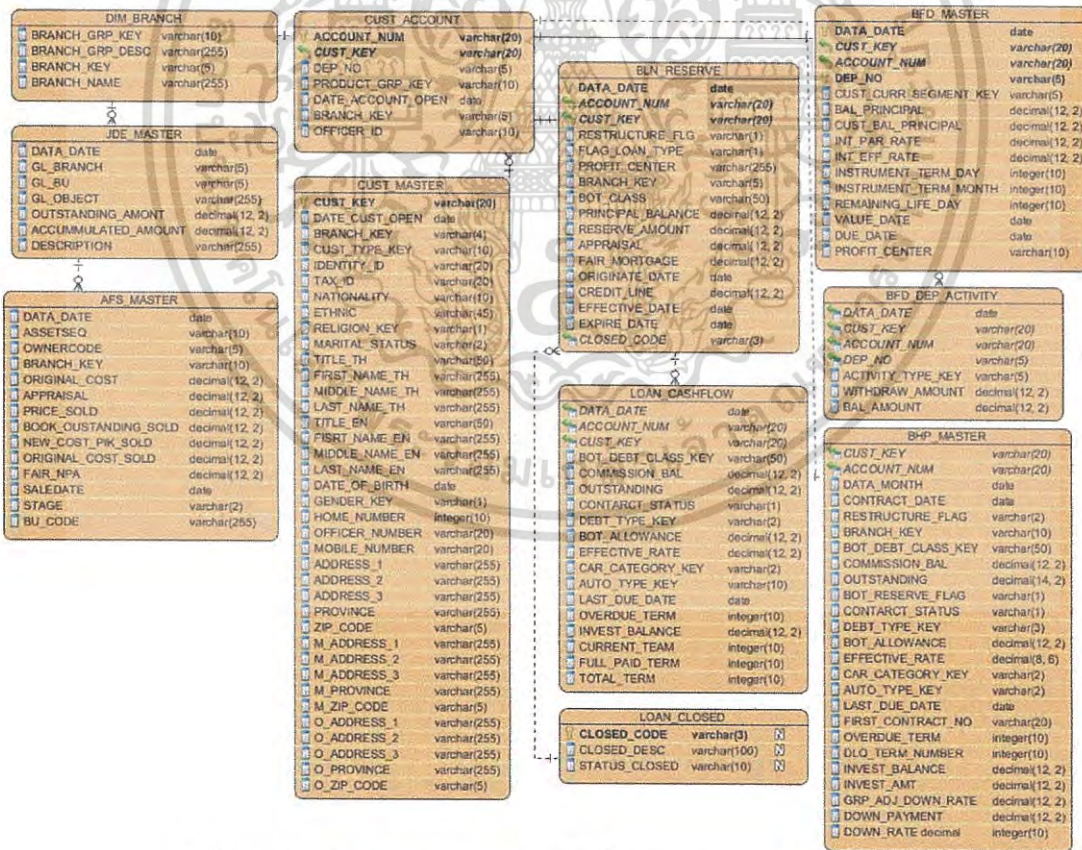 DIM_BRANCH
BRANCH_GRP_KEY varchar(10)
BRANCH_GRP_DESC varchar(255)
BRANCH_KEY varchar(5)
BRANCH_NAME varchar(255)
JDE_MASTER
DATA_DATE date
GL_BRANCH varchar(5)
GL_BU varchar(5)
GL_OBJECT varchar(255)
OUTSTANDING_AMONT decimal(12, 2)
ACCUMMULATED_AMOUNT decimal(12, 2)
DESCRIPTION varchar(255)
AFS_MASTER
DATA_DATE date
ASSETSEQ varchar(10)
OWNERCODE varchar(5)
BRANCH_KEY varchar(10)
ORIGINAL_COST decimal(12, 2)
APPRAISAL decimal(12, 2)
PRICE_SOLD decimal(12, 2)
BOOK_OUSTANDING_SOLD decimal(12, 2)
NEW_COST_PIK_SOLD decimal(12, 2)
ORIGINAL_COST_SOLD decimal(12, 2)
FAIR_NPA decimal(12, 2)
SALEDATE date
STAGE varchar(2)
BU_CODE varchar(255)
CUST_ACCOUNT
ACCOUNT_NUM varchar(20)
CUST_KEY varchar(20)
DEP_NO varchar(5)
PRODUCT_GRP_KEY varchar(10)
DATE_ACCOUNT_OPEN date
BRANCH_KEY varchar(5)
OFFICER_ID varchar(10)
CUST_MASTER
CUST_KEY varchar(20)
DATE_CUST_OPEN date
BRANCH_KEY varchar(4)
CUST_TYPE_KEY varchar(10)
IDENTITY_ID varchar(20)
TAX_ID varchar(20)
NATIONALITY varchar(10)
ETHNIC varchar(45)
RELIGION_KEY varchar(1)
MARITAL_STATUS varchar(2)
TITLE_TH varchar(50)
FIRST_NAME_TH varchar(255)
MIDDLE_NAME_TH varchar(255)
LAST_NAME_TH varchar(255)
TITLE_EN varchar(50)
FISRT_NAME_EN varchar(255)
MIDDLE_NAME_EN varchar(255)
LAST_NAME_EN varchar(255)
DATE_OF_BIRTH date
GENDER_KEY varchar(1)
HOME_NUMBER integer(10)
OFFICER_NUMBER varchar(20)
MOBILE_NUMBER varchar(20)
ADDRESS_1 varchar(255)
ADDRESS_2 varchar(255)
ADDRESS_3 varchar(255)
PROVINCE varchar(255)
ZIP_CODE varchar(5)
M_ADDRESS_1 varchar(255)
M_ADDRESS_2 varchar(255)
M_ADDRESS_3 varchar(255)
M_PROVINCE varchar(255)
M_ZIP_CODE varchar(5)
O_ADDRESS_1 varchar(255)
O_ADDRESS_2 varchar(255)
O_ADDRESS_3 varchar(255)
O_PROVINCE varchar(255)
O_ZIP_CODE varchar(5)
BLN_RESERVE
DATA_DATE date
ACCOUNT_NUM varchar(20)
CUST_KEY varchar(20)
RESTRUCTURE_FLG varchar(1)
FLAG_LOAN_TYPE varchar(1)
PROFIT_CENTER varchar(255)
BRANCH_KEY varchar(5)
BOT_CLASS varchar(50)
PRINCIPAL_BALANCE decimal(12, 2)
RESERVE_AMOUNT decimal(12, 2)
APPRAISAL decimal(12, 2)
FAIR_MORTGAGE decimal(12, 2)
ORIGINATE_DATE date
CREDIT_LINE decimal(12, 2)
EFFECTIVE_DATE date
EXPIRE_DATE date
CLOSED_CODE varchar(3)
LOAN_CASHFLOW
DATA_DATE date
ACCOUNT_NUM varchar(20)
CUST_KEY varchar(20)
BOT_DEBT_CLASS_KEY varchar(50)
COMMISSION_BAL decimal(12, 2)
OUTSTANDING decimal(12, 2)
CONTARCT_STATUS varchar(1)
DEBT_TYPE_KEY varchar(2)
BOT_ALLOWANCE decimal(12, 2)
EFFECTIVE_RATE decimal(12, 2)
CAR_CATEGORY_KEY varchar(2)
AUTO_TYPE_KEY varchar(10)
LAST_DUE_DATE date
OVERDUE_TERM integer(10)
INVEST_BALANCE decimal(12, 2)
CURRENT_TEAM integer(10)
FULL_PAID_TERM integer(10)
TOTAL_TERM integer(10)
LOAN_CLOSED
CLOSED_CODE varchar(3) N
CLOSED_DESC varchar(100) N
STATUS_CLOSED varchar(10) N
BFD_MASTER
DATA_DATE date
CUST_KEY varchar(20)
ACCOUNT_NUM varchar(20)
DEP_NO varchar(5)
CUST_CURR_SEGMENT_KEY varchar(5)
BAL_PRINCIPAL decimal(12, 2)
CUST_BAL_PRINCIPAL decimal(12, 2)
INT_PAR_RATE decimal(12, 2)
INT_EFF_RATE decimal(12, 2)
INSTRUMENT_TERM_DAY integer(10)
INSTRUMENT_TERM_MONTH integer(10)
REMAINING_LIFE_DAY integer(10)
VALUE_DATE date
DUE_DATE date
PROFIT_CENTER varchar(10)
BFD_DEP_ACTIVITY
DATA_DATE date
CUST_KEY varchar(20)
ACCOUNT_NUM varchar(20)
DEP_NO varchar(5)
ACTIVITY_TYPE_KEY varchar(5)
WITHDRAW_AMOUNT decimal(12, 2)
BAL_AMOUNT decimal(12, 2)
BHP_MASTER
CUST_KEY varchar(20)
ACCOUNT_NUM varchar(20)
DATA_MONTH date
CONTRACT_DATE date
RESTRUCTURE_FLAG varchar(2)
BRANCH_KEY varchar(10)
BOT_DEBT_CLASS_KEY varchar(50)
COMMISSION_BAL decimal(12, 2)
OUTSTANDING decimal(14, 2)
BOT_RESERVE_FLAG varchar(1)
CONTARCT_STATUS varchar(1)
DEBT_TYPE_KEY varchar(3)
BOT_ALLOWANCE decimal(12, 2)
EFFECTIVE_RATE decimal(8, 6)
CAR_CATEGORY_KEY varchar(2)
AUTO_TYPE_KEY varchar(2)
LAST_DUE_DATE date
FIRST_CONTRACT_NO varchar(20)
OVERDUE_TERM integer(10)
DLQ_TERM_NUMBER integer(10)
INVEST_BALANCE decimal(12, 2)
INVEST_AMT decimal(12, 2)
GRP_ADJ_DOWN_RATE decimal(12, 2)
DOWN_PAYMENT decimal(12, 2)
DOWN_RATE decimal integer(10)